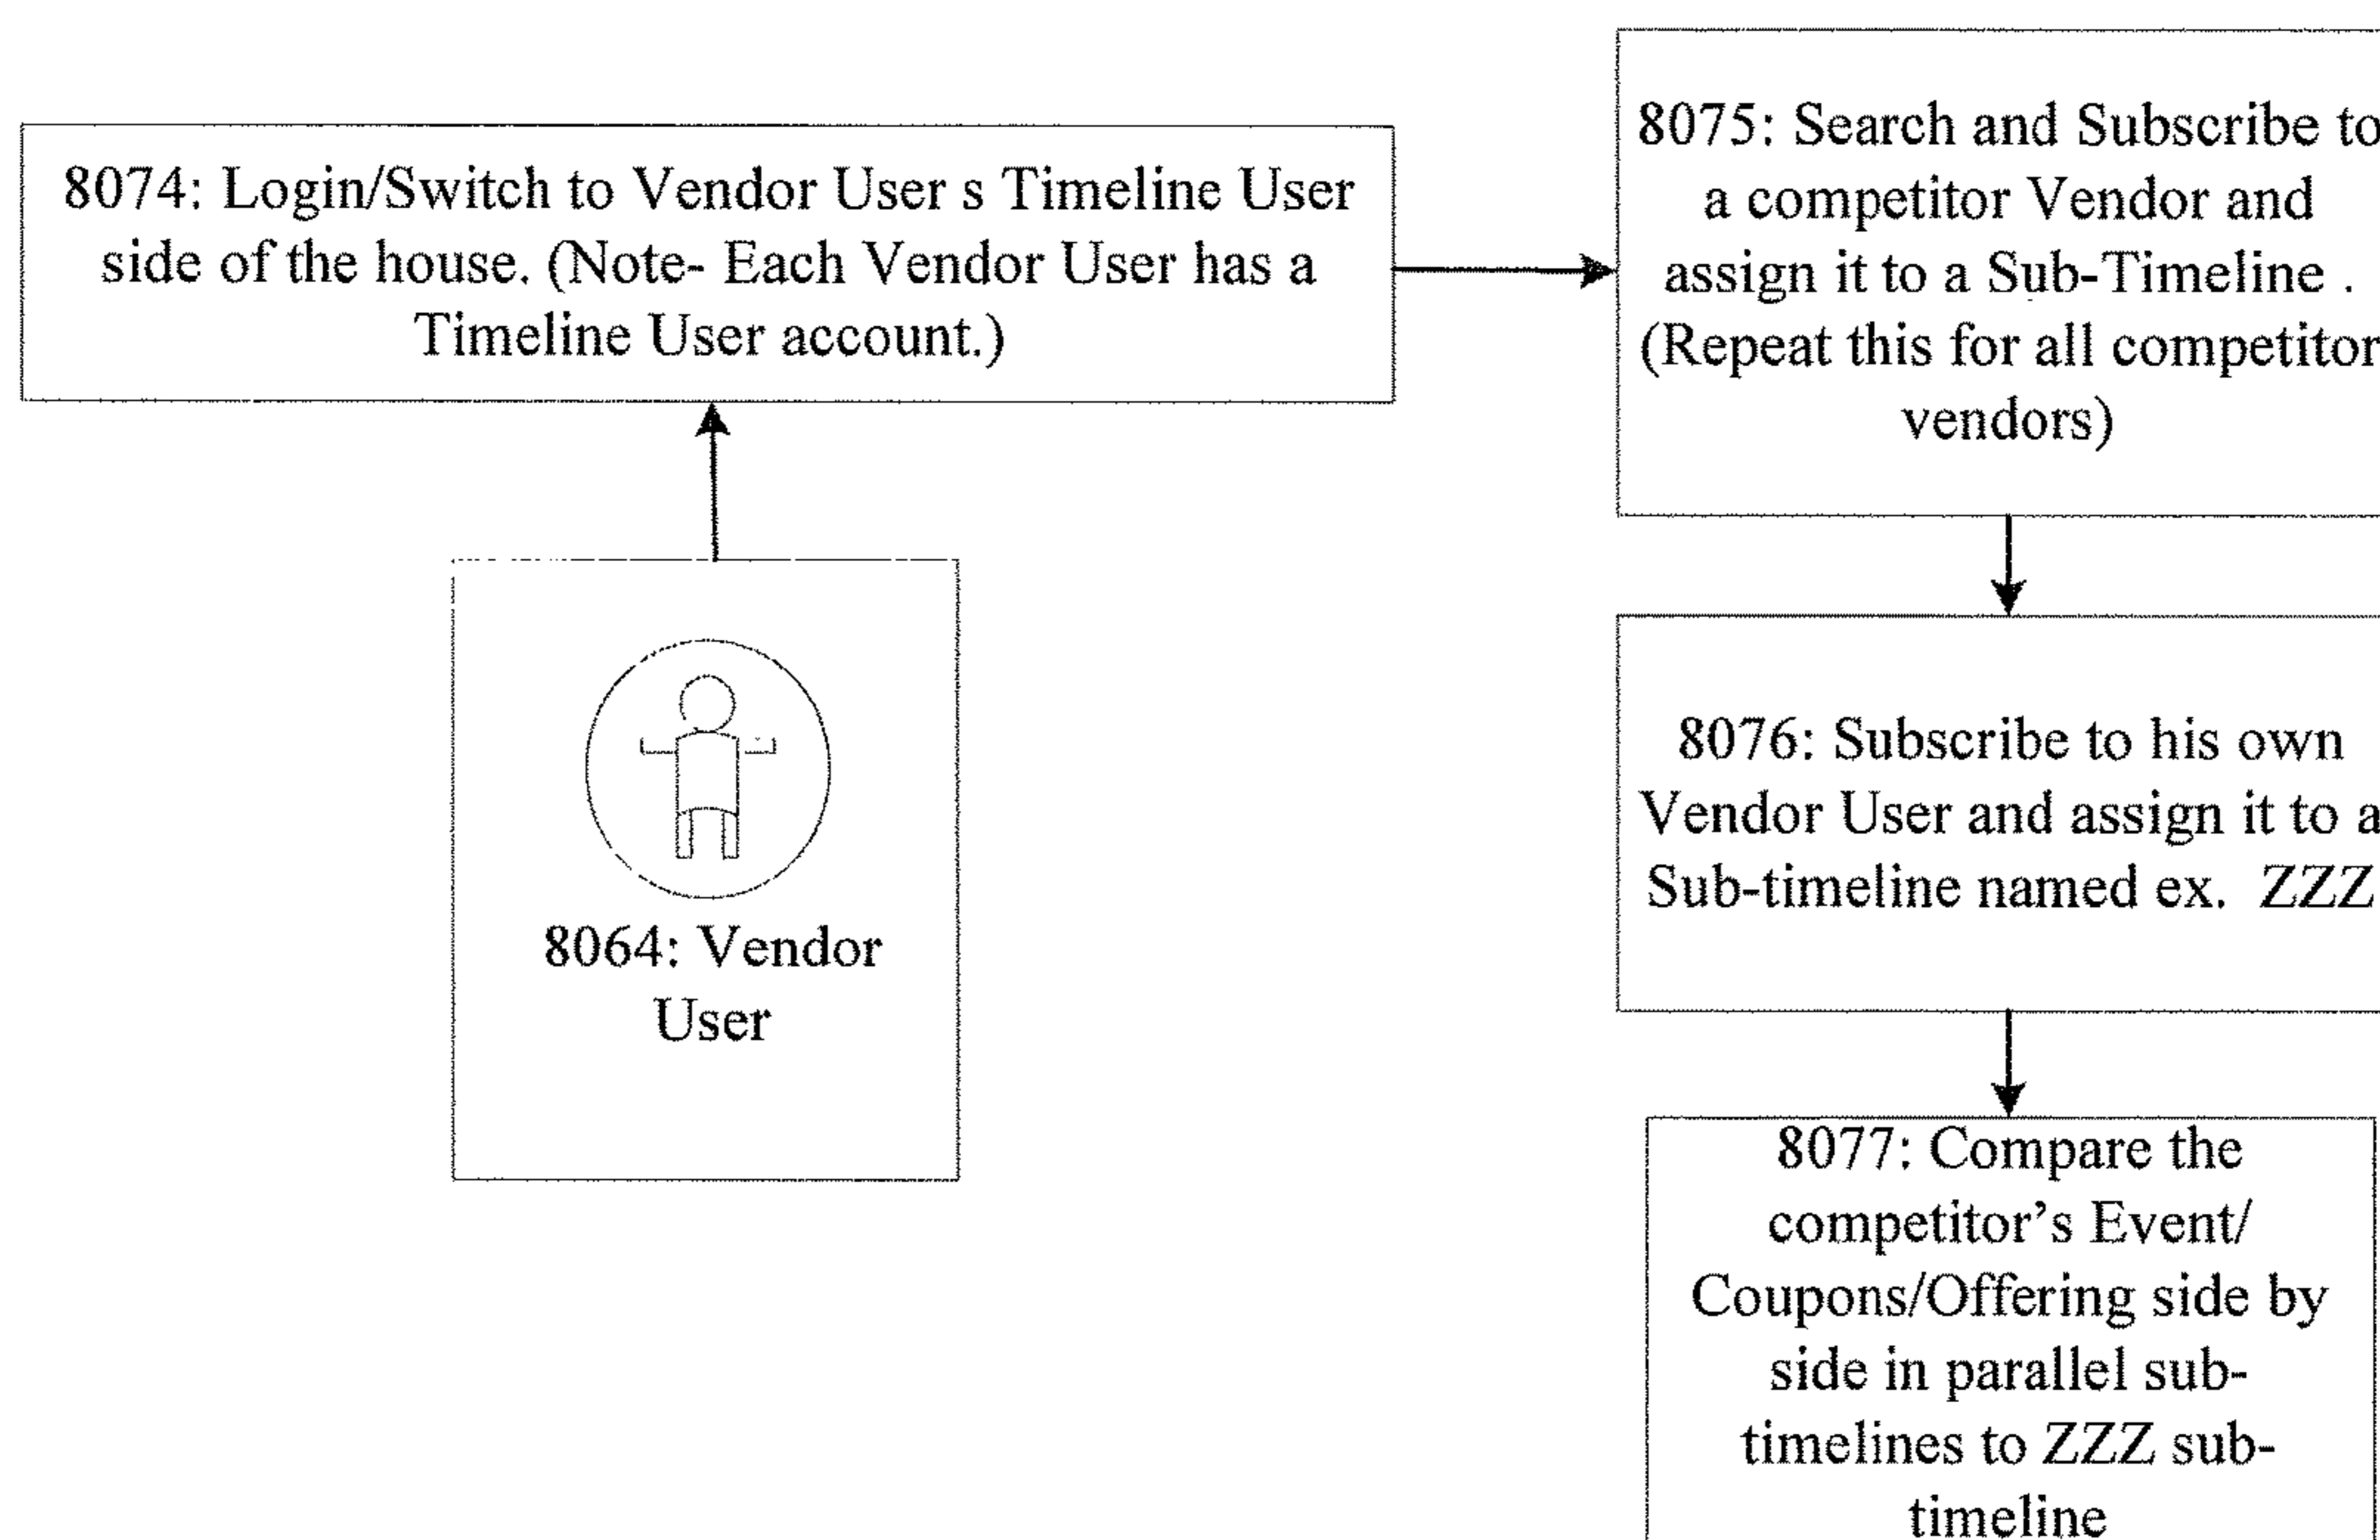 8074: Login/Switch to Vendor User s Timeline User
side of the house. (Note- Each Vendor User has a
Timeline User account.)
8064: Vendor
User
8075: Search and Subscribe to
a competitor Vendor and
assign it to a Sub-Timeline .
(Repeat this for all competitor
vendors)
8076: Subscribe to his own
Vendor User and assign it to a
Sub-timeline named ex. ZZZ
8077: Compare the
competitor’s Event/
Coupons/Offering side by
side in parallel sub-
timelines to ZZZ sub-
timeline